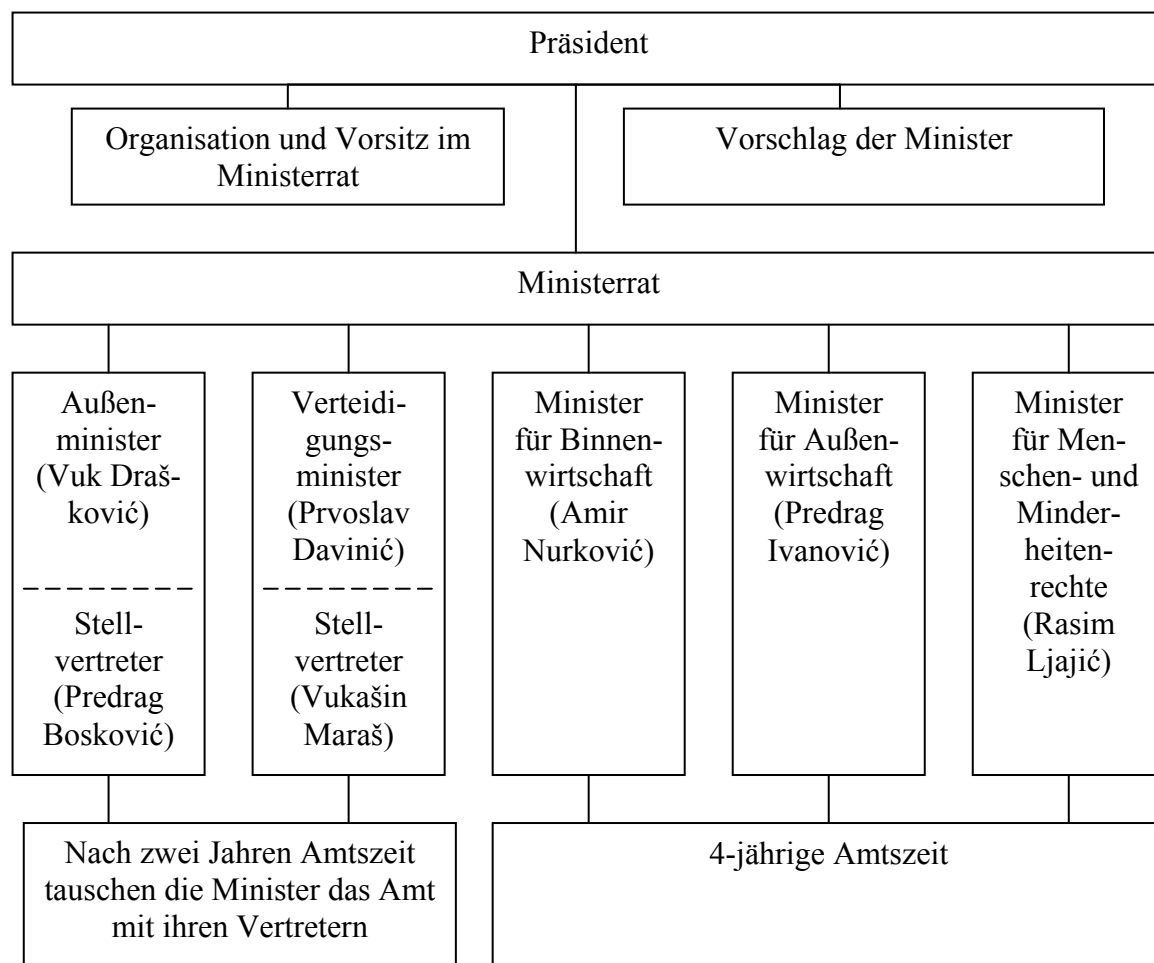 Präsident
Organisation und Vorsitz im
Ministerrat
Vorschlag der Minister
Ministerrat
Außen-
minister
(Vuk Draš-
ković)
Stell-
vertreter
(Predrag
Bosković)
Verteidi-
gungs-
minister
(Prvoslav
Davinić)
Stell-
vertreter
(Vukašin
Maraš)
Minister
für Binnen-
wirtschaft
(Amir
Nurković)
Minister
für Außen-
wirtschaft
(Predrag
Ivanović)
Minister
für Men-
schen- und
Minder-
heiten-
rechte
(Rasim
Ljajić)
Nach zwei Jahren Amtszeit
tauschen die Minister das Amt
mit ihren Vertretern
4-jährige Amtszeit